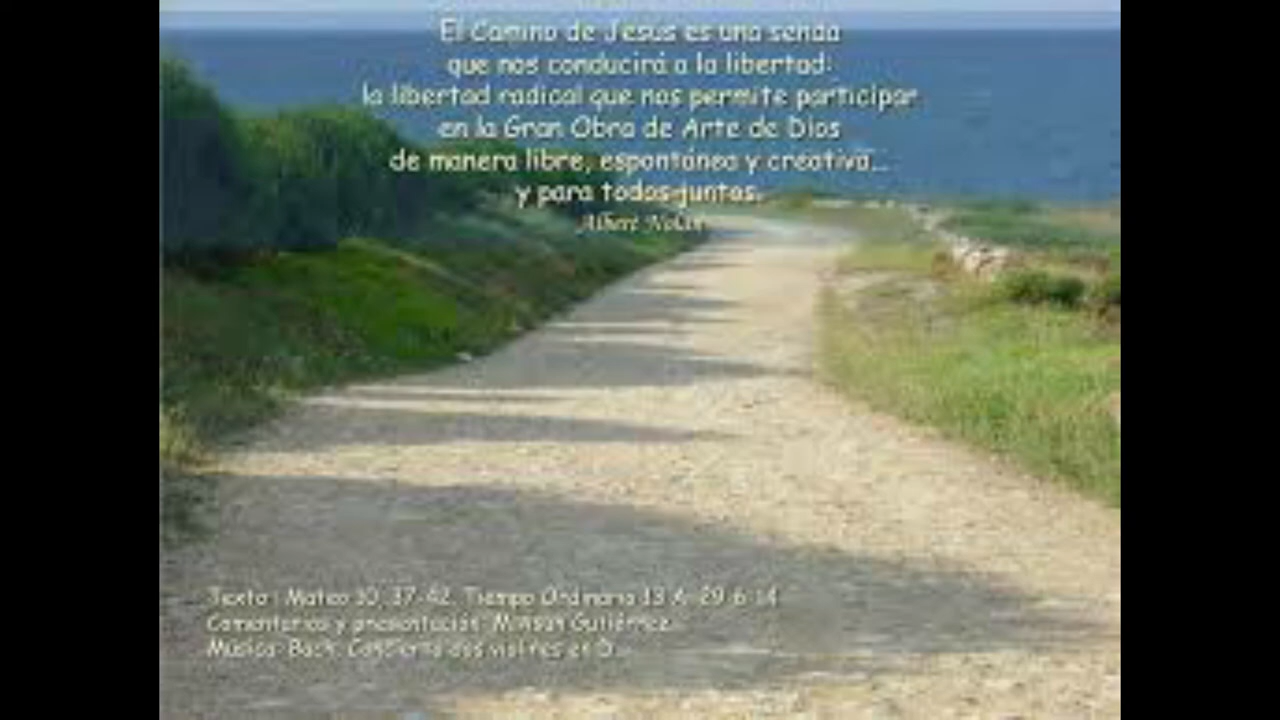 El Camino de Jesús es una senda
que nos conducirá a la libertad:
la libertad radical que nos permite participar
en la Gran Obra de Arte de Dios
de manera libre, espontánea y creativa...
y para todos juntos.
Albert Nolan
Texto: Mateo 10, 37-42. Tiempo Ordinario 13 A. 29-6-14
Comentarios y presentación: M.Asun Gutiérrez.
Música: Bach. Concierto dos violines en D...